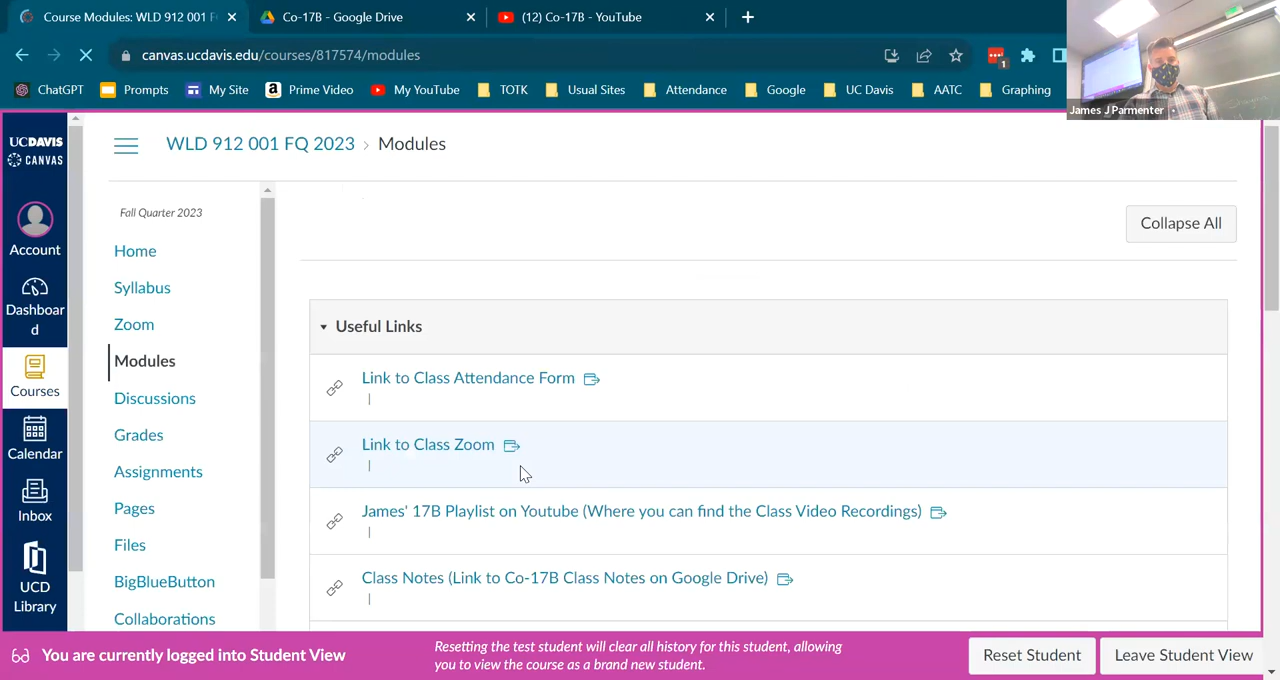 Course Modules: WLD 912 001 F
Co-17B - Google Drive
(12) Co-17B - YouTube
canvas.ucdavis.edu/courses/817574/modules
1
ChatGPT
Prompts
My Site
Prime Video
My YouTube
TOTK
Usual Sites
Attendance
Google
UC Davis
AATC
Graphing
James J Parmenter
UCDAVIS
CANVAS
Account
Dashboar
d
Courses
Calendar
Inbox
UCD
Library
WLD 912 001 FQ 2023 › Modules
Fall Quarter 2023
Home
Syllabus
Zoom
Modules
Discussions
Grades
Assignments
Pages
Files
BigBlueButton
Collaborations
Collapse All
Useful Links
Link to Class Attendance Form
|
Link to Class Zoom
|
James' 17B Playlist on Youtube (Where you can find the Class Video Recordings)
|
Class Notes (Link to Co-17B Class Notes on Google Drive)
|
You are currently logged into Student View
Resetting the test student will clear all history for this student, allowing
you to view the course as a brand new student.
Reset Student
Leave Student View